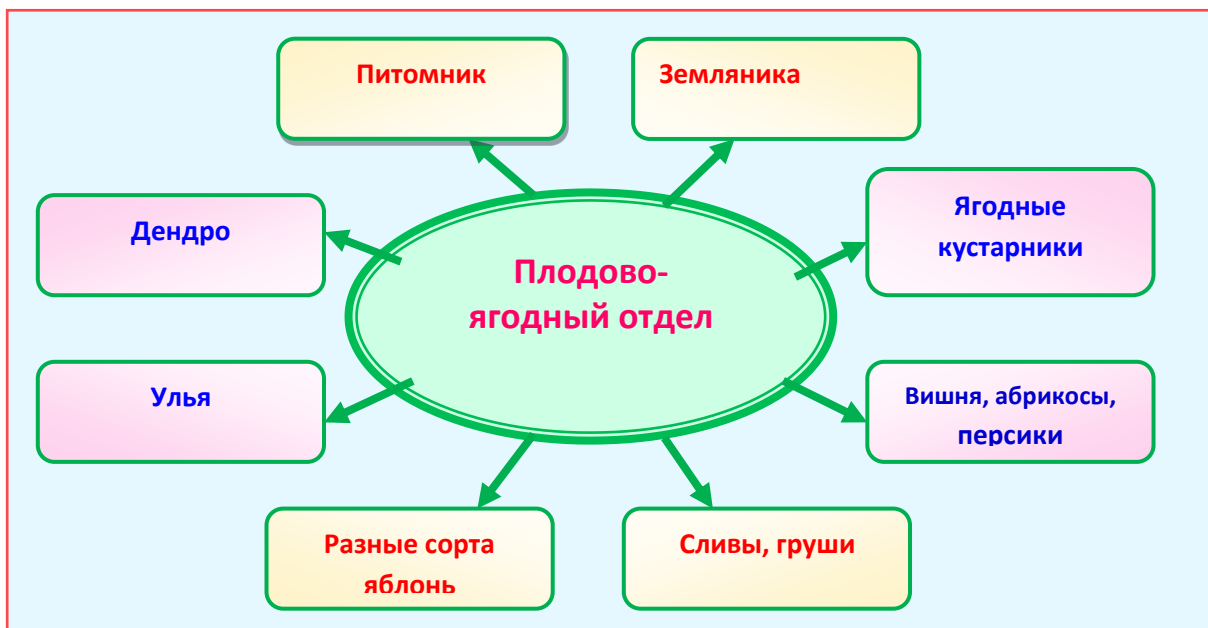 Питомник
Земляника
Дендро
Ягодные
кустарники
Плодово-
ягодный отдел
Улья
Вишня, абрикосы,
персики
Разные сорта
яблонь
Сливы, груши